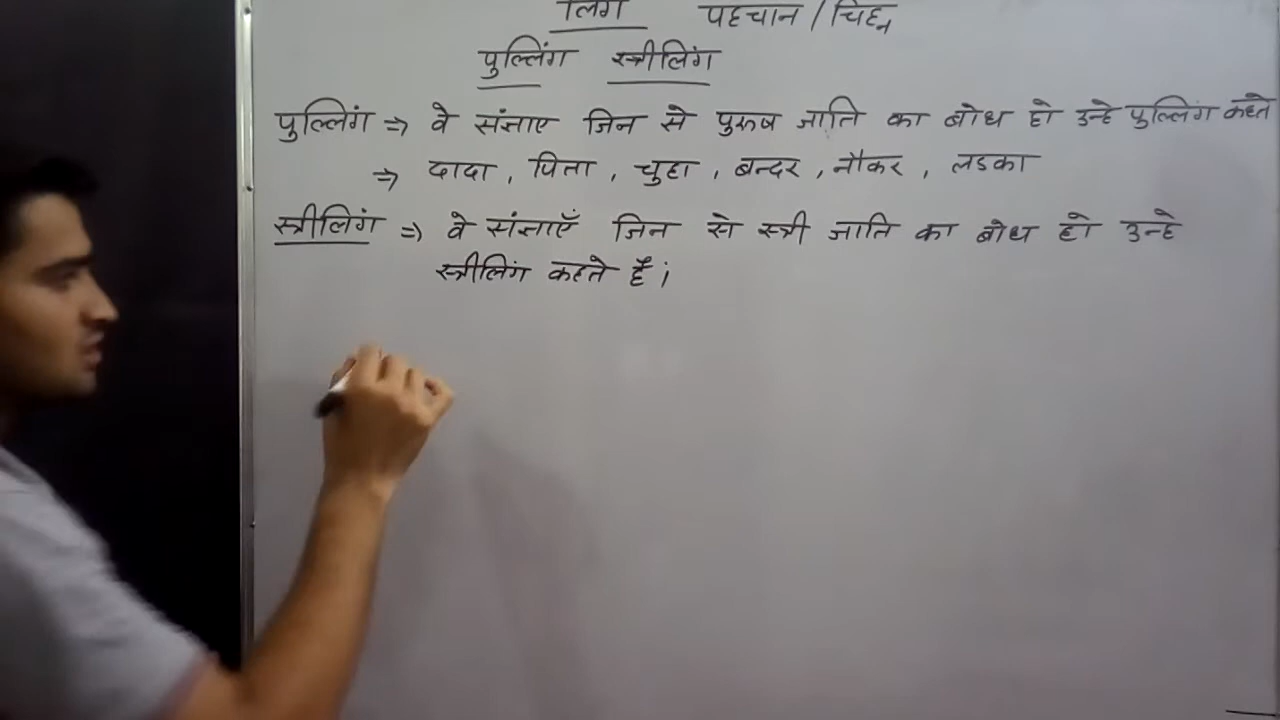 लिंग पहचान / चिह्न
पुल्लिंग स्त्रीलिंग
पुल्लिंग ⇒ वे संज्ञाए जिन से पुरूष जाति का बोध हो उन्हे पुल्लिंग कहते
⇒ दादा , पिता , चुहा , बन्दर , नौकर , लडका
स्त्रीलिंग ⇒ वे संज्ञाएँ जिन से स्त्री जाति का बोध हो उन्हे
स्त्रीलिंग कहते हैं।